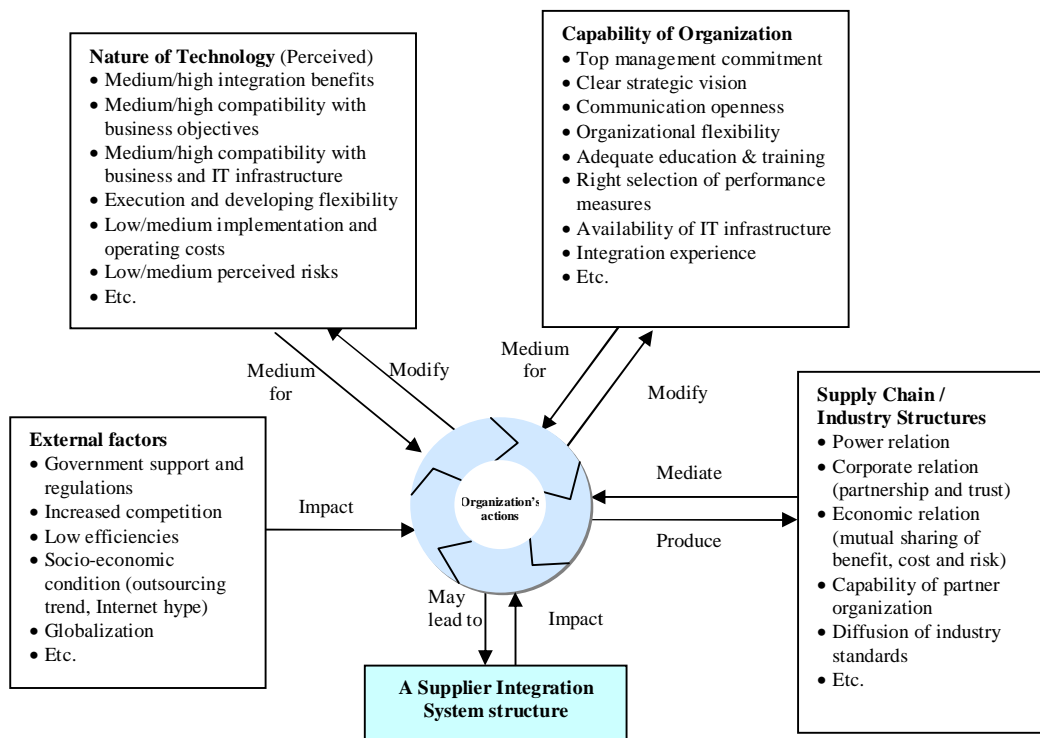 Nature of Technology (Perceived)
• Medium/high integration benefits
• Medium/high compatibility with
business objectives
• Medium/high compatibility with
business and IT infrastructure
• Execution and developing flexibility
• Low/medium implementation and
operating costs
• Low/medium perceived risks
• Etc.
Capability of Organization
• Top management commitment
• Clear strategic vision
• Communication openness
• Organizational flexibility
• Adequate education & training
• Right selection of performance
measures
• Availability of IT infrastructure
• Integration experience
• Etc.
Medium
for
Modify
Medium
for
Modify
External factors
• Government support and
regulations
• Increased competition
• Low efficiencies
• Socio-economic
condition (outsourcing
trend, Internet hype)
• Globalization
• Etc.
Impact
Organization's
actions
Mediate
Produce
Supply Chain /
Industry Structures
• Power relation
• Corporate relation
(partnership and trust)
• Economic relation
(mutual sharing of
benefit, cost and risk)
• Capability of partner
organization
• Diffusion of industry
standards
• Etc.
May
lead to
Impact
A Supplier Integration
System structure